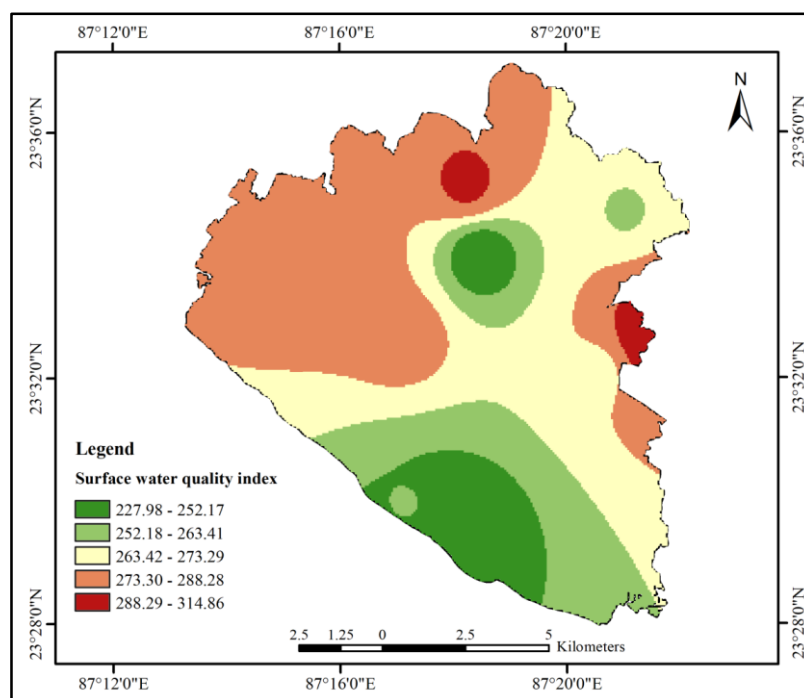 87°12'0"E 87°16'0"E 87°20'0"E
N
23°36'0"N 23°36'0"N
23°32'0"N 23°32'0"N
Legend
Surface water quality index
227.98 - 252.17
252.18 - 263.41
263.42 - 273.29
273.30 - 288.28
288.29 - 314.86
23°28'0"N 23°28'0"N
2.5 1.25 0 2.5 5
Kilometers
87°12'0"E 87°16'0"E 87°20'0"E